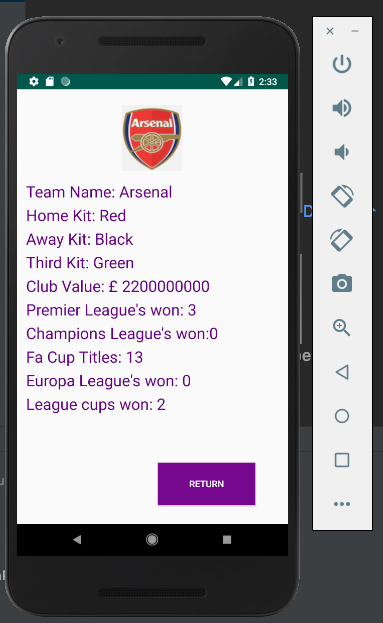 2:33
Arsenal
Team Name: Arsenal
Home Kit: Red
Away Kit: Black
Third Kit: Green
Club Value: £ 2200000000
Premier League's won: 3
Champions League's won:0
Fa Cup Titles: 13
Europa League's won: 0
League cups won: 2
RETURN